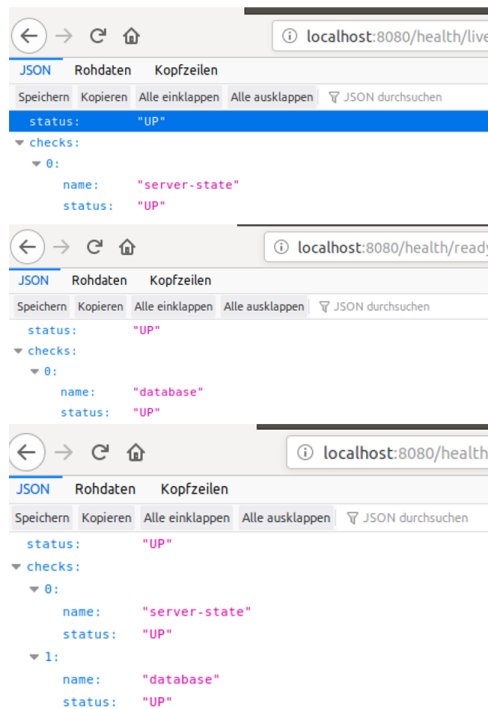 localhost:8080/health/live
JSON Rohdaten Kopfzeilen
Speichern Kopieren Alle einklappen Alle ausklappen JSON durchsuchen
status: "UP"
checks:
0:
name: "server-state"
status: "UP"
localhost:8080/health/ready
JSON Rohdaten Kopfzeilen
Speichern Kopieren Alle einklappen Alle ausklappen JSON durchsuchen
status: "UP"
checks:
0:
name: "database"
status: "UP"
localhost:8080/health
JSON Rohdaten Kopfzeilen
Speichern Kopieren Alle einklappen Alle ausklappen JSON durchsuchen
status: "UP"
checks:
0:
name: "server-state"
status: "UP"
1:
name: "database"
status: "UP"